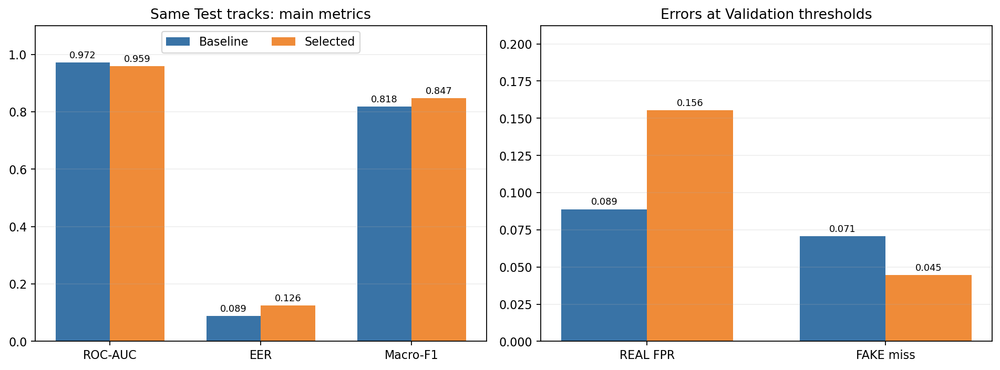 Same Test tracks: main metrics
Baseline
Selected
1.0
0.8
0.6
0.4
0.2
0.0
0.972
0.959
0.089
0.126
0.818
0.847
ROC-AUC
EER
Macro-F1
Errors at Validation thresholds
0.200
0.175
0.150
0.125
0.100
0.075
0.050
0.025
0.000
0.089
0.156
0.071
0.045
REAL FPR
FAKE miss